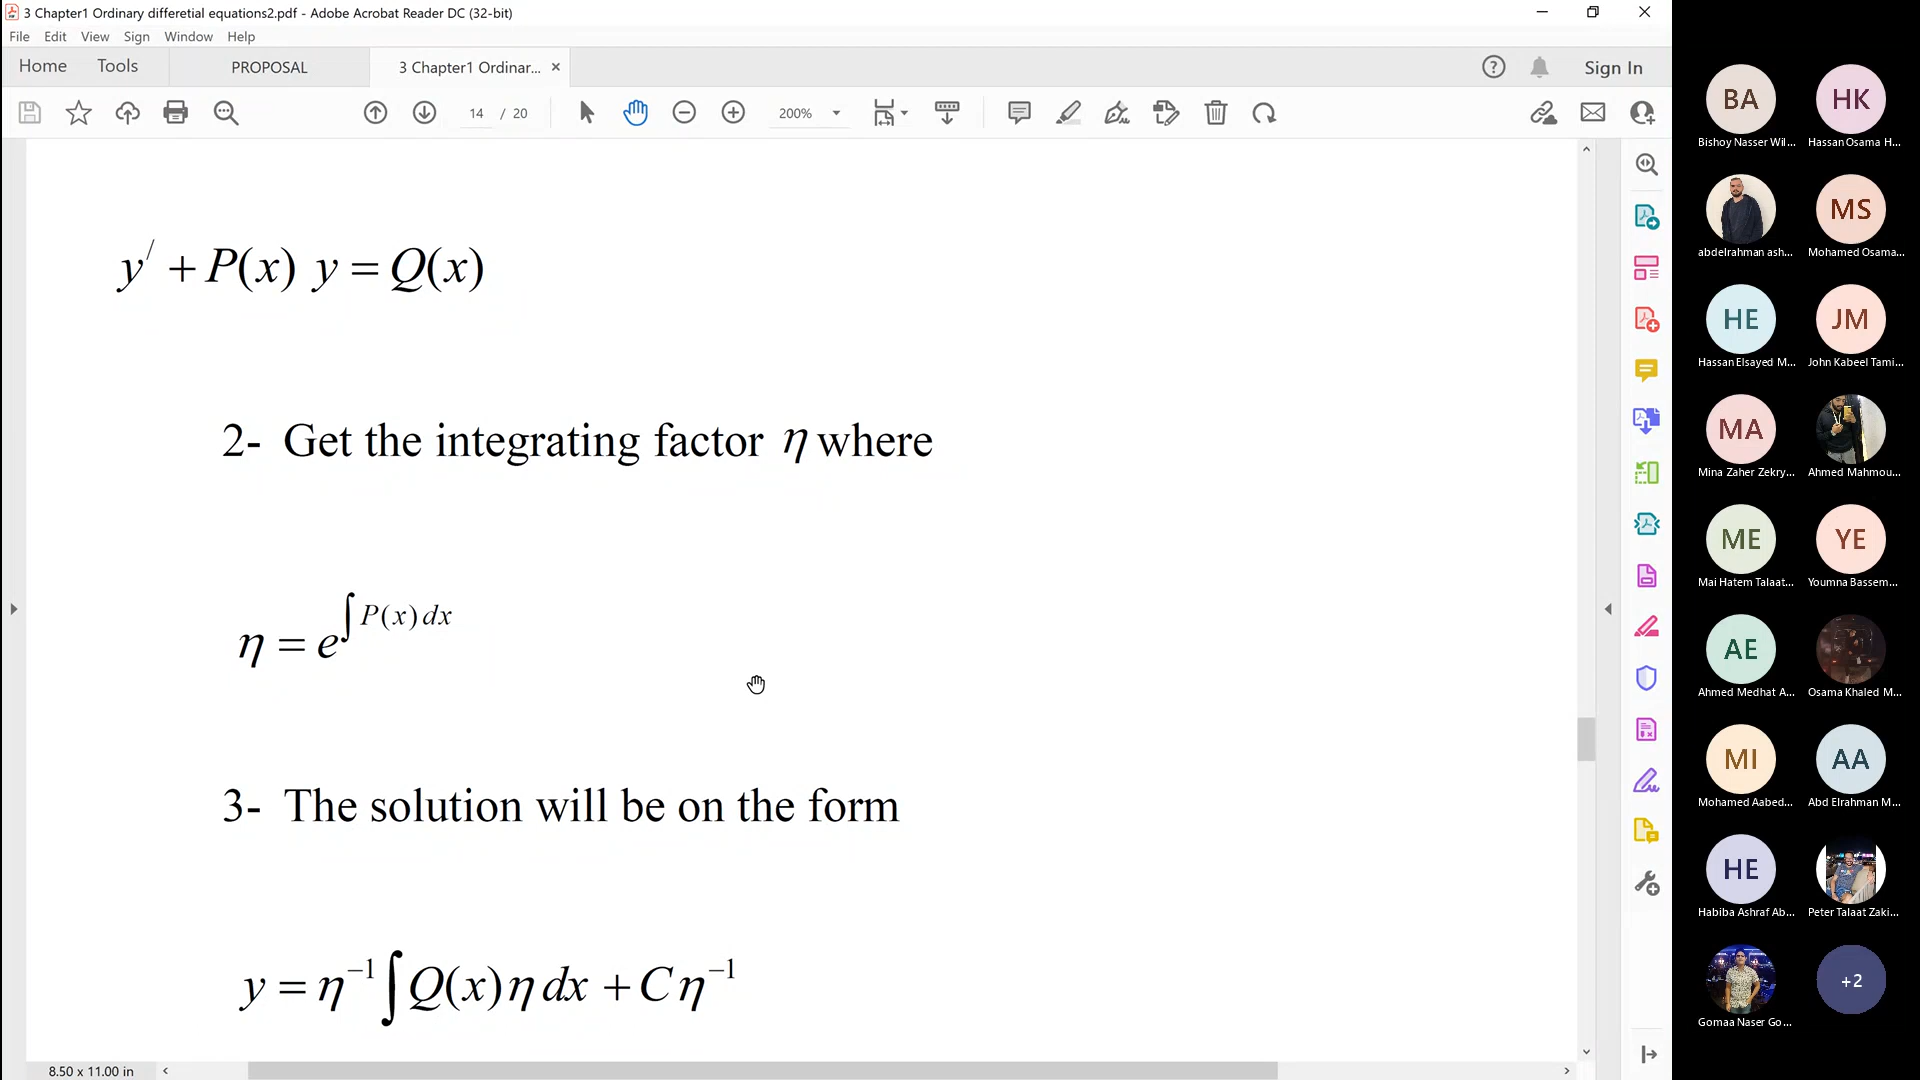 3 Chapter1 Ordinary differetial equations2.pdf - Adobe Acrobat Reader DC (32-bit)
File Edit View Sign Window Help
Home Tools PROPOSAL 3 Chapter1 Ordinar... × Sign In
14 / 20 200%
y/ + P(x) y = Q(x)
2- Get the integrating factor η where
η = e^∫P(x)dx
3- The solution will be on the form
y = η⁻¹ ∫Q(x)η dx + C η⁻¹
8.50 x 11.00 in
BA HK
Bishoy Nasser Wil... Hassan Osama H...
MS
abdelrahman ash... Mohamed Osama...
HE JM
Hassan Elsayed M... John Kabeel Tami...
MA
Mina Zaher Zekry... Ahmed Mahmou...
ME YE
Mai Hatem Talaat... Youmna Bassem...
AE
Ahmed Medhat A... Osama Khaled M...
MI AA
Mohamed Aabed... Abd Elrahman M...
HE
Habiba Ashraf Ab... Peter Talaat Zaki...
+2
Gomaa Naser Go...